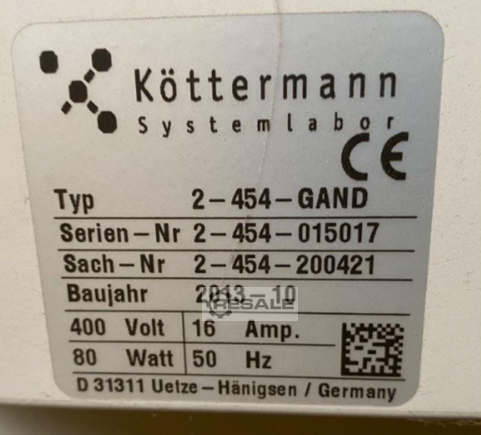 Köttermann
Systemlabor
CE
Typ 2-454-GAND
Serien-Nr 2-454-015017
Sach-Nr 2-454-200421
Baujahr 2013-10
RESALE
400 Volt 16 Amp.
80 Watt 50 Hz
D 31311 Uetze-Hänigsen / Germany